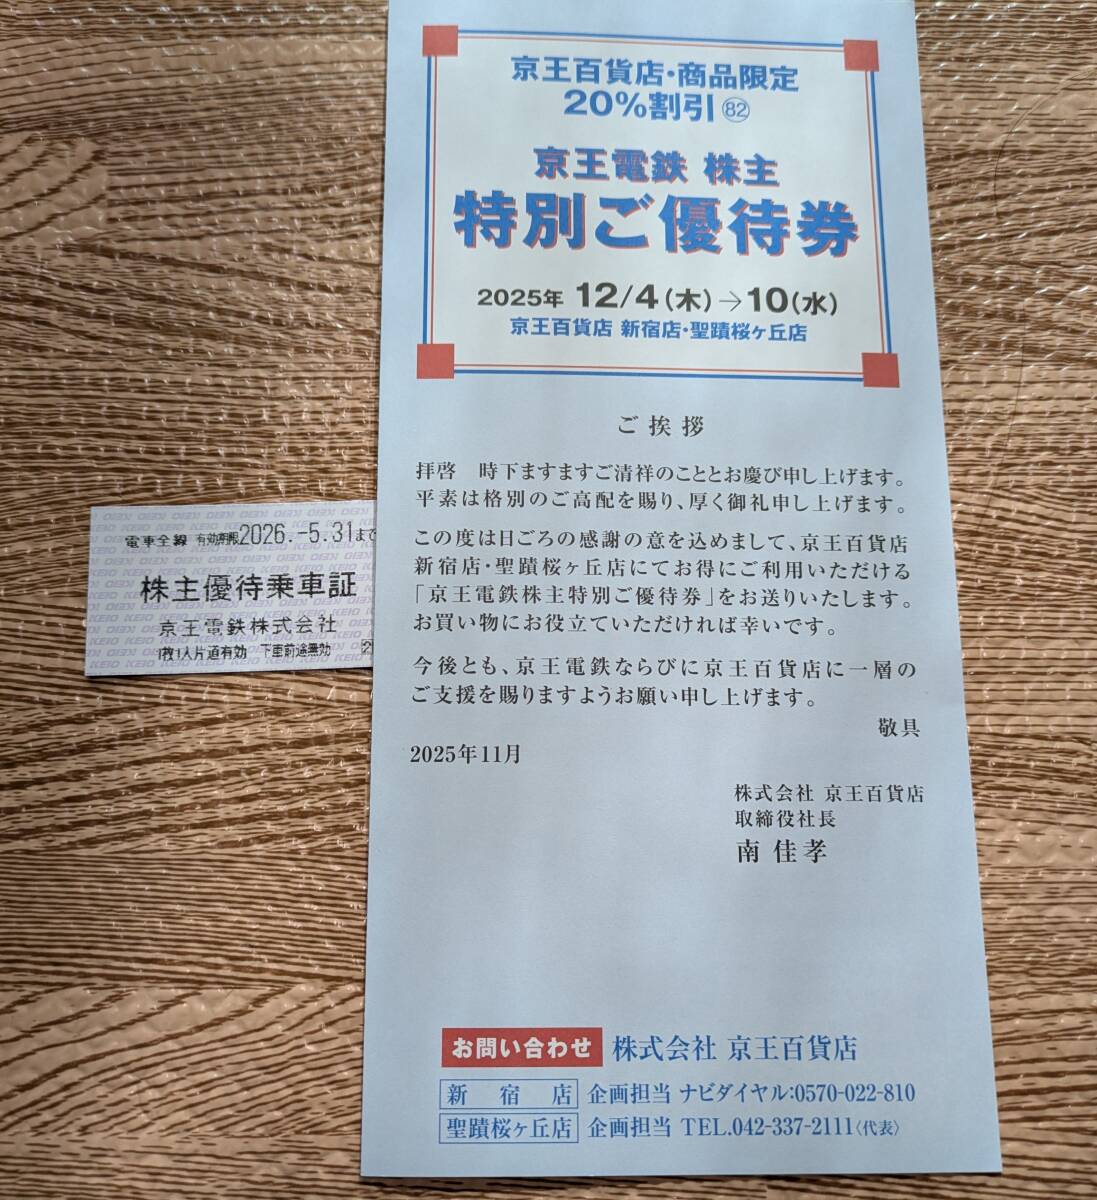 京王百貨店・商品限定
20%割引 82
京王電鉄 株主
特別ご優待券
2025年 12/4(木)→10(水)
京王百貨店 新宿店・聖蹟桜ヶ丘店
ご挨拶
拝啓 時下ますますご清祥のこととお慶び申し上げます。
平素は格別のご高配を賜り、厚く御礼申し上げます。
この度は日ごろの感謝の意を込めまして、京王百貨店
新宿店・聖蹟桜ヶ丘店にてお得にご利用いただける
「京王電鉄株主特別ご優待券」をお送りいたします。
お買い物にお役立ていただければ幸いです。
今後とも、京王電鉄ならびに京王百貨店に一層の
ご支援を賜りますようお願い申し上げます。
敬具
2025年11月
株式会社 京王百貨店
取締役社長
南 佳孝
お問い合わせ 株式会社 京王百貨店
新宿店 企画担当 ナビダイヤル:0570-022-810
聖蹟桜ヶ丘店 企画担当 TEL.042-337-2111〈代表〉
電車全線 有効期限2026.-5.31まで
株主優待乗車証
京王電鉄株式会社
1枚1人片道有効 下車前途無効